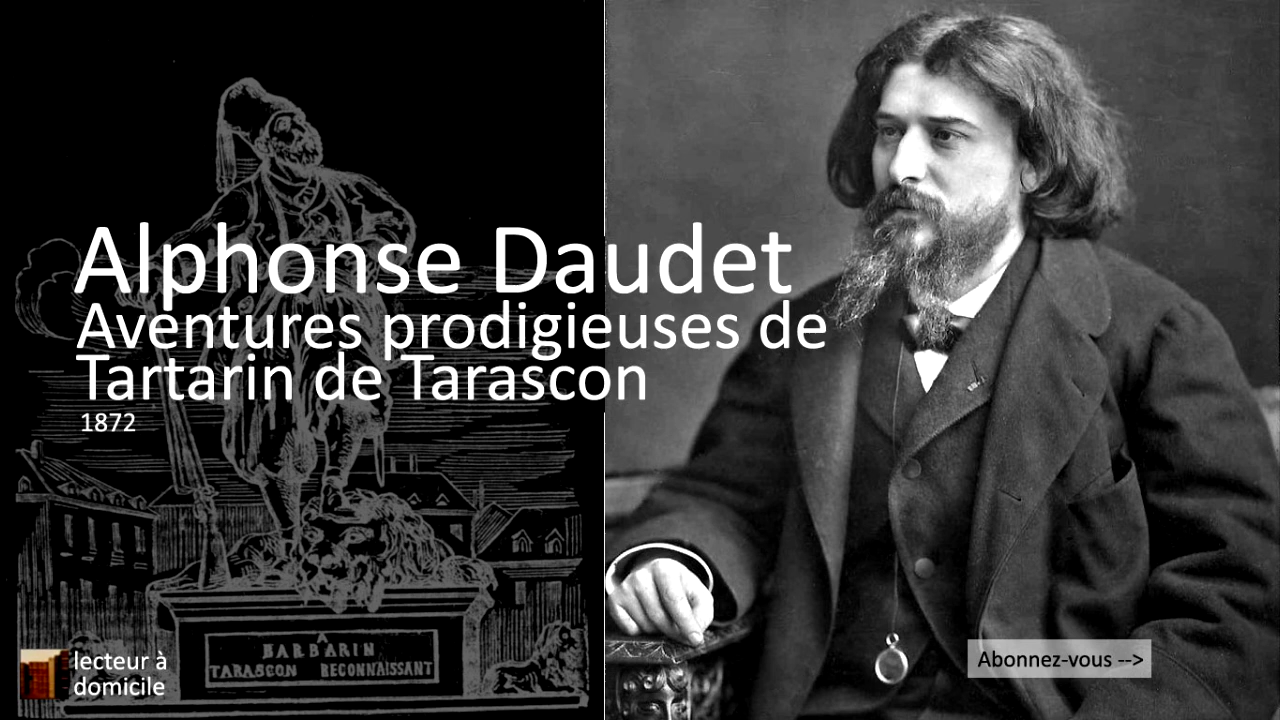 Alphonse Daudet
Aventures prodigieuses de
Tartarin de Tarascon
1872
A
BARBARIN
TARASCON RECONNAISSANT
lecteur à
domicile
Abonnez-vous -->